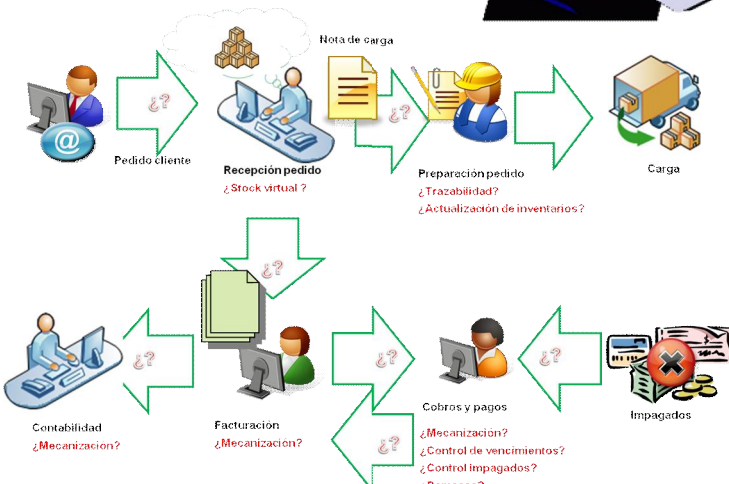 Nota de carga
¿?
@
¿?
Pedido cliente
Recepción pedido
¿Stock virtual ?
Preparación pedido
¿Trazabilidad?
¿Actualización de inventarios?
Carga
¿?
¿?
¿?
¿?
Contabilidad
¿Mecanización?
Facturación
¿Mecanización?
¿?
Cobros y pagos
¿Mecanización?
¿Control de vencimientos?
¿Control impagados?
Impagados